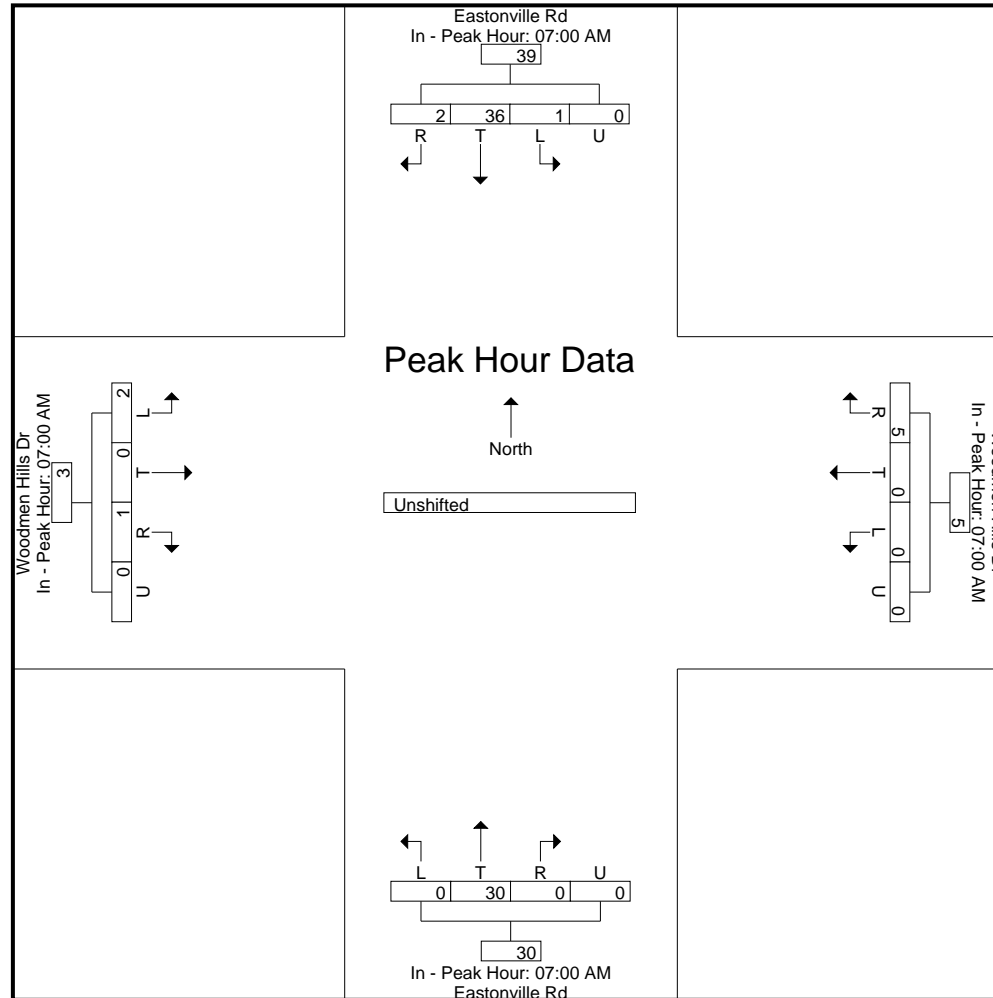 Eastonville Rd
In - Peak Hour: 07:00 AM
39
2 36 1 0
R T L U
Peak Hour Data
North
Unshifted
Woodmen Hills Dr
In - Peak Hour: 07:00 AM
3
2 0 1 0
L T R U
R T L U
5 0 0 0
5
In - Peak Hour: 07:00 AM
L T R U
0 30 0 0
30
In - Peak Hour: 07:00 AM
Eastonville Rd